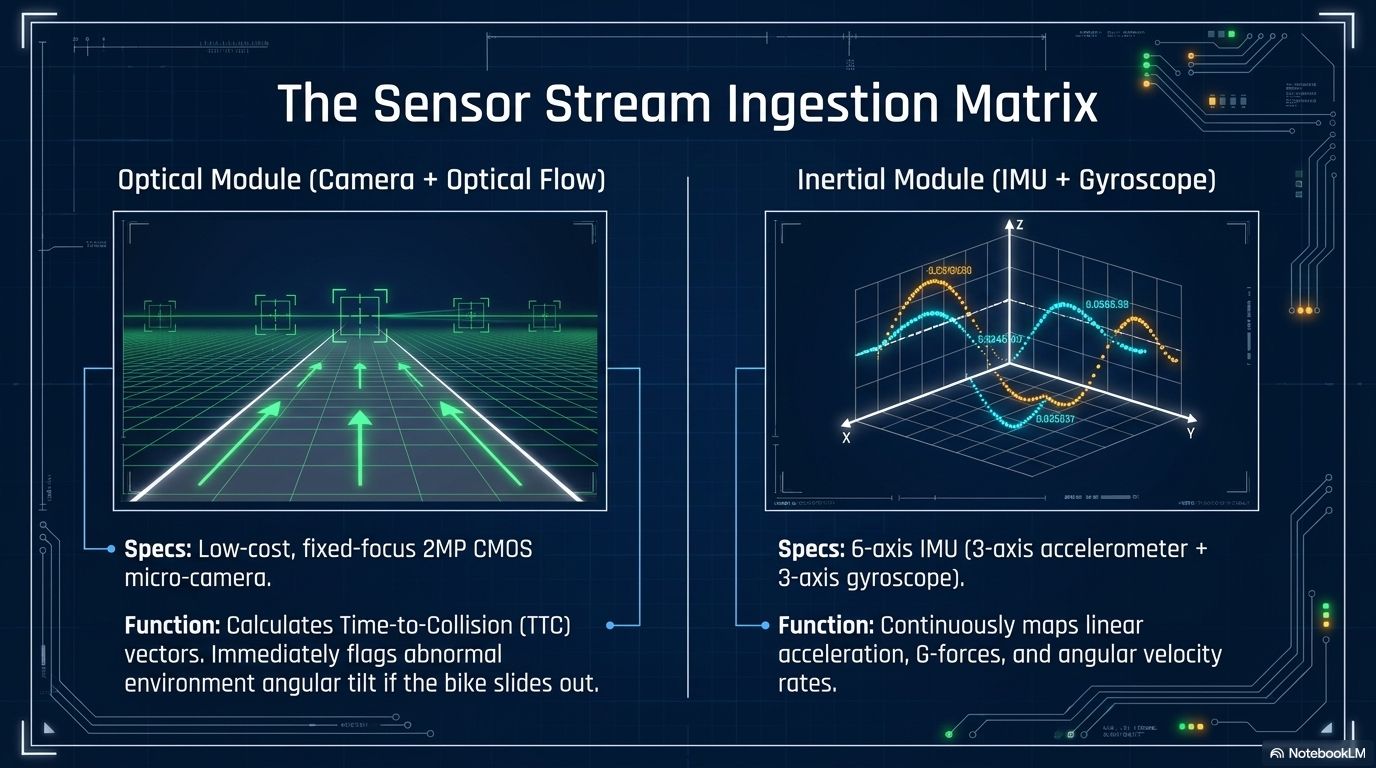 The Sensor Stream Ingestion Matrix
Optical Module (Camera + Optical Flow)
Specs: Low-cost, fixed-focus 2MP CMOS
micro-camera.
Function: Calculates Time-to-Collision (TTC)
vectors. Immediately flags abnormal
environment angular tilt if the bike slides out.
Inertial Module (IMU + Gyroscope)
Z
X
Y
Specs: 6-axis IMU (3-axis accelerometer +
3-axis gyroscope).
Function: Continuously maps linear
acceleration, G-forces, and angular velocity
rates.
NotebookLM